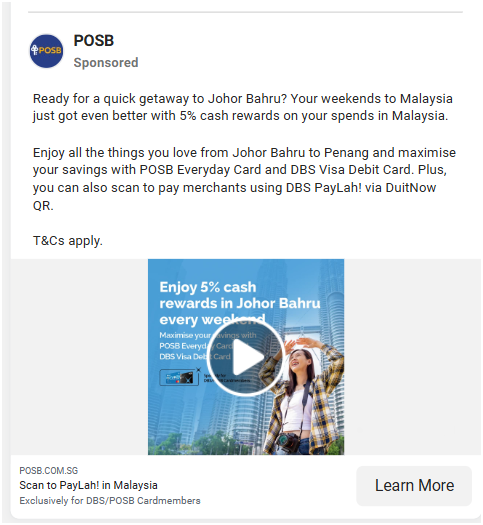 POSB
POSB
Sponsored
Ready for a quick getaway to Johor Bahru? Your weekends to Malaysia
just got even better with 5% cash rewards on your spends in Malaysia.
Enjoy all the things you love from Johor Bahru to Penang and maximise
your savings with POSB Everyday Card and DBS Visa Debit Card. Plus,
you can also scan to pay merchants using DBS PayLah! via DuitNow
QR.
T&Cs apply.
Enjoy 5% cash
rewards in Johor Bahru
every weekend
Maximise your savings with
POSB Everyday Card
DBS Visa Debit Card
POSB.COM.SG
Scan to PayLah! in Malaysia
Exclusively for DBS/POSB Cardmembers
Learn More